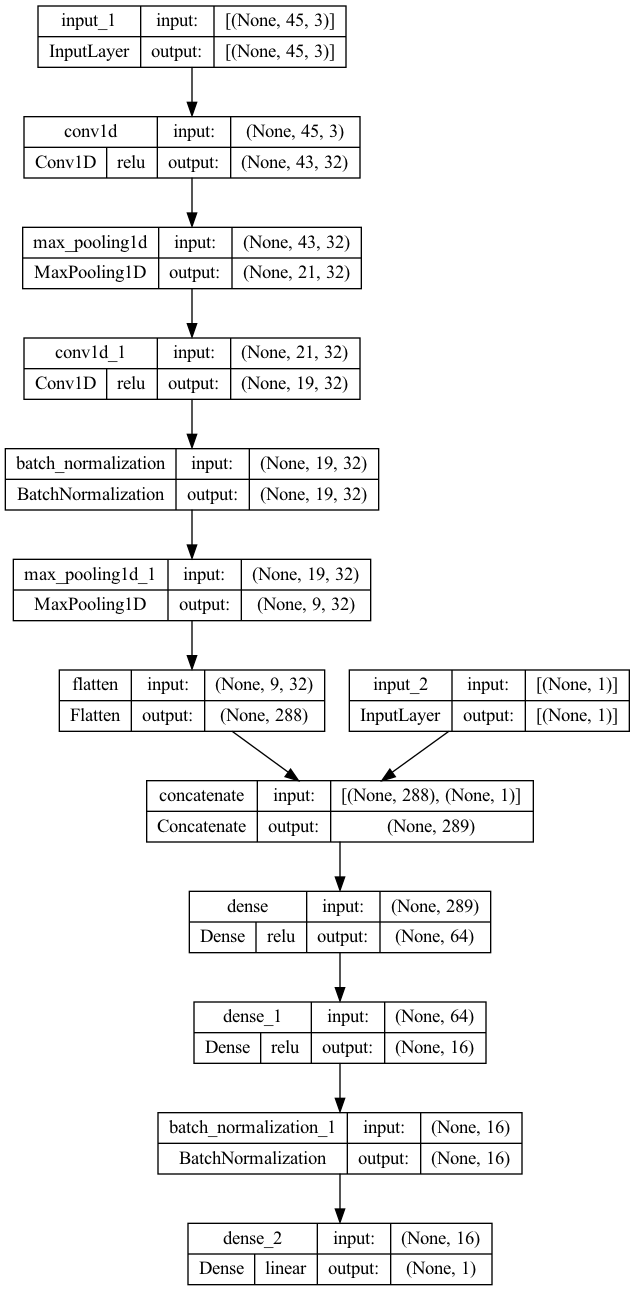 input_1 input: [(None, 45, 3)]
InputLayer output: [(None, 45, 3)]
conv1d input: (None, 45, 3)
Conv1D relu output: (None, 43, 32)
max_pooling1d input: (None, 43, 32)
MaxPooling1D output: (None, 21, 32)
conv1d_1 input: (None, 21, 32)
Conv1D relu output: (None, 19, 32)
batch_normalization input: (None, 19, 32)
BatchNormalization output: (None, 19, 32)
max_pooling1d_1 input: (None, 19, 32)
MaxPooling1D output: (None, 9, 32)
flatten input: (None, 9, 32)
Flatten output: (None, 288)
input_2 input: [(None, 1)]
InputLayer output: [(None, 1)]
concatenate input: [(None, 288), (None, 1)]
Concatenate output: (None, 289)
dense input: (None, 289)
Dense relu output: (None, 64)
dense_1 input: (None, 64)
Dense relu output: (None, 16)
batch_normalization_1 input: (None, 16)
BatchNormalization output: (None, 16)
dense_2 input: (None, 16)
Dense linear output: (None, 1)